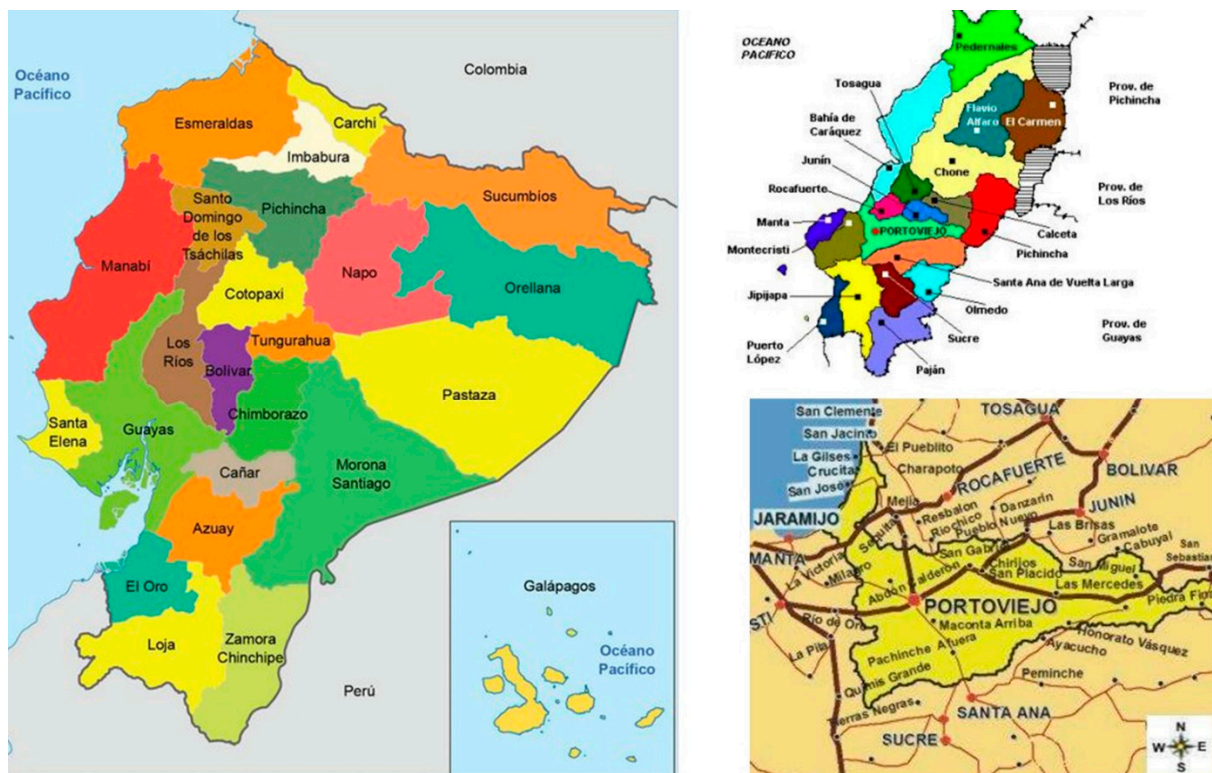 Océano
Pacífico
Colombia
Esmeraldas
Carchi
Imbabura
Sucumbios
Santo
Domingo
de los
Tsáchilas
Pichincha
Manabí
Napo
Orellana
Cotopaxi
Los
Ríos
Bolivar
Tungurahua
Pastaza
Santa
Elena
Guayas
Chimborazo
Cañar
Morona
Santiago
Azuay
El Oro
Loja
Zamora
Chinchipe
Perú
Galápagos
Océano
Pacífico
OCEANO
PACIFICO
Pedernales
Tosagua
Prov. de
Pichincha
Flavio
Alfaro
El Carmen
Bahía de
Caráquez
Junín
Chone
Rocafuerte
Prov. de
Los Ríos
Manta
PORTOVIEJO
Calceta
Montecristi
Pichincha
Santa Ana de Vuelta Larga
Jipijapa
Olmedo
Puerto
López
Sucre
Prov. de
Guayas
Paján
San Clemente
TOSAGUA
San Jacinto
El Pueblito
La Gilses
Charapoto
Crucita
BOLIVAR
San José
ROCAFUERTE
Mejia
Danzarin
JUNIN
Resbalon
Riochico
JARAMIJO
Pueblo Nuevo
Las Brisas
Gramalote
Cabuyal
MANTA
San Gabriel
San
Sebastian
La Victoria
Chirijos
San Miguel
Milagro
Abdón Calderón
San Placido
Las Mercedes
PORTOVIEJO
Piedra Fina
STI
Rio de Oro
Maconta Arriba
La Pila
Pachinche Afuera
Honorato Vásquez
Ayacucho
Quimis Grande
Peminche
Tierras Negras
SANTA ANA
SUCRE
N
W E
S